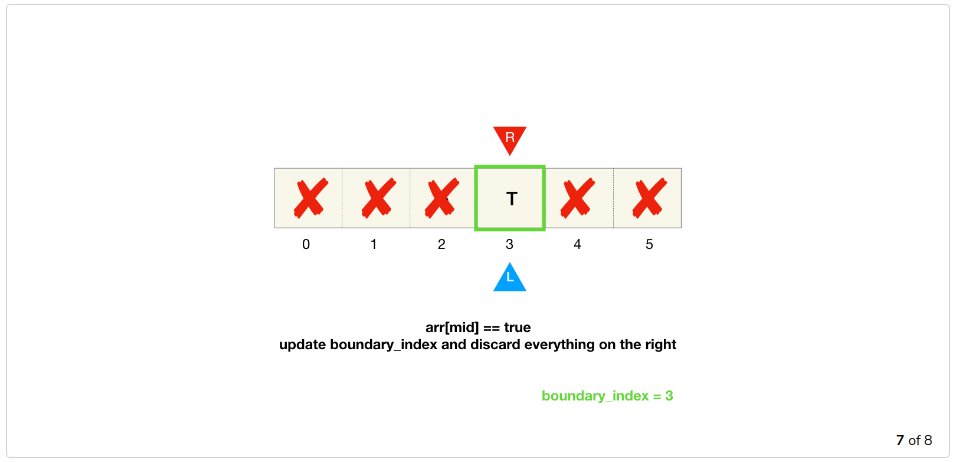 R
T
0 1 2 3 4 5
L
arr[mid] == true
update boundary_index and discard everything on the right
boundary_index = 3
7 of 8